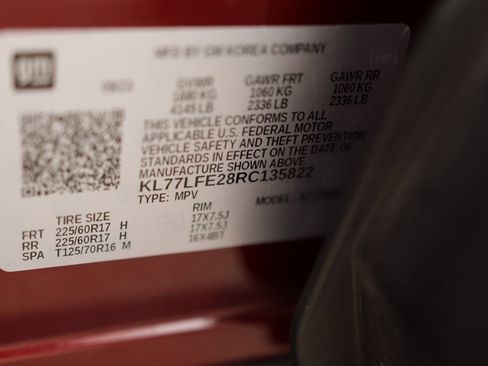 gm
MFD BY GM KOREA COMPANY
GVWR GAWR FRT GAWR RR
1880 KG 1060 KG 1060 KG
4145 LB 2336 LB 2336 LB
THIS VEHICLE CONFORMS TO ALL
APPLICABLE U.S. FEDERAL MOTOR
VEHICLE SAFETY AND THEFT PREVENTION
STANDARDS IN EFFECT ON THE DATE OF
MANUFACTURE SHOWN ABOVE.
KL77LFE28RC135822
TYPE: MPV MODEL:
TIRE SIZE RIM
FRT 225/60R17 H 17X7.5J
RR 225/60R17 H 17X7.5J
SPA T125/70R16 M 16X4BT